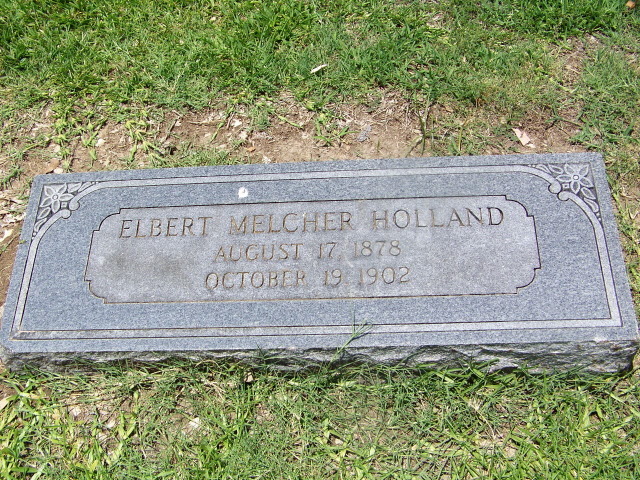 ELBERT MELCHER HOLLAND
AUGUST 17, 1878
OCTOBER 19, 1902